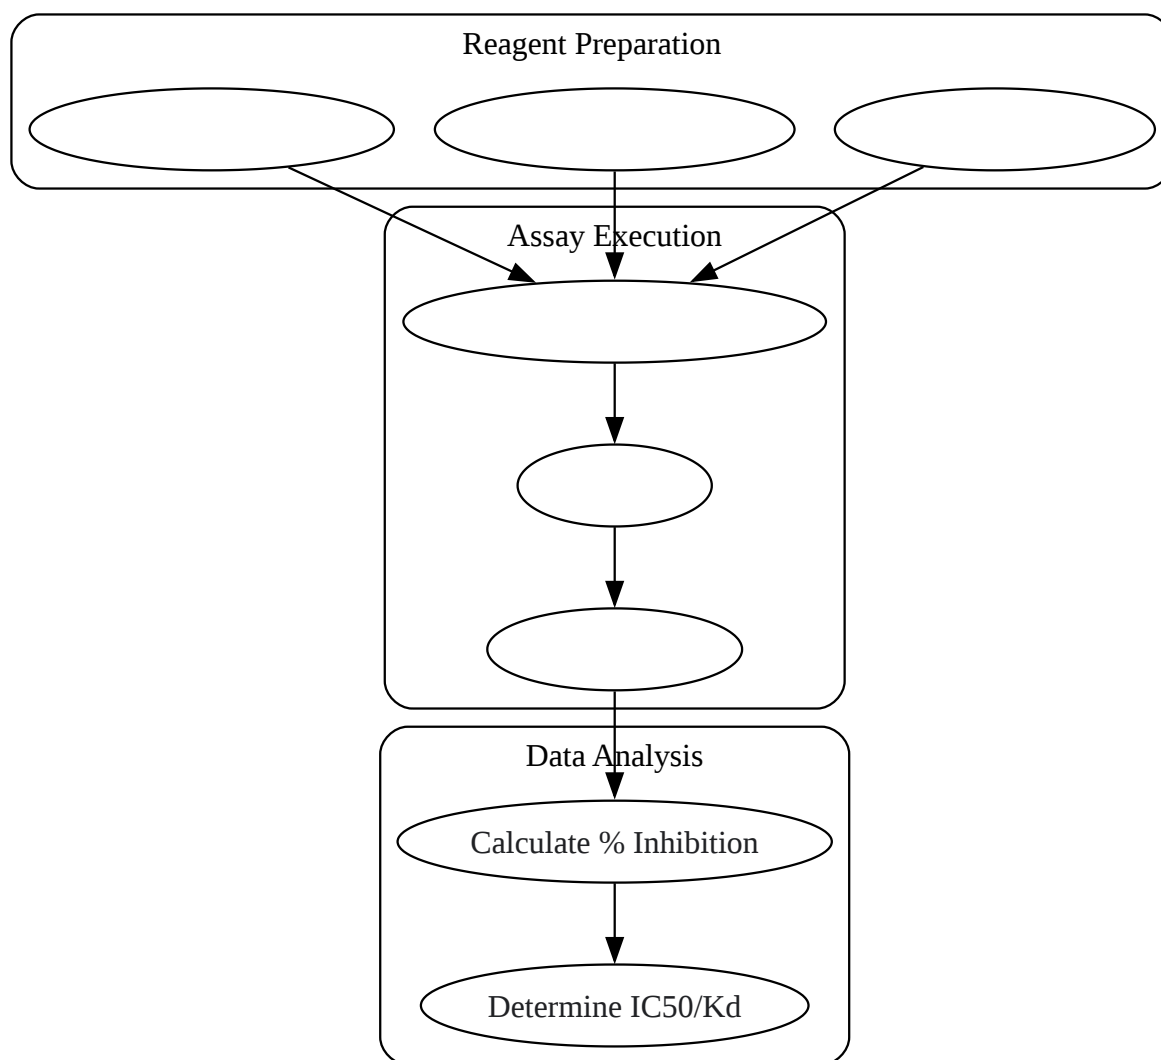 Reagent Preparation
Assay Execution
Data Analysis
Calculate % Inhibition
Determine IC50/Kd